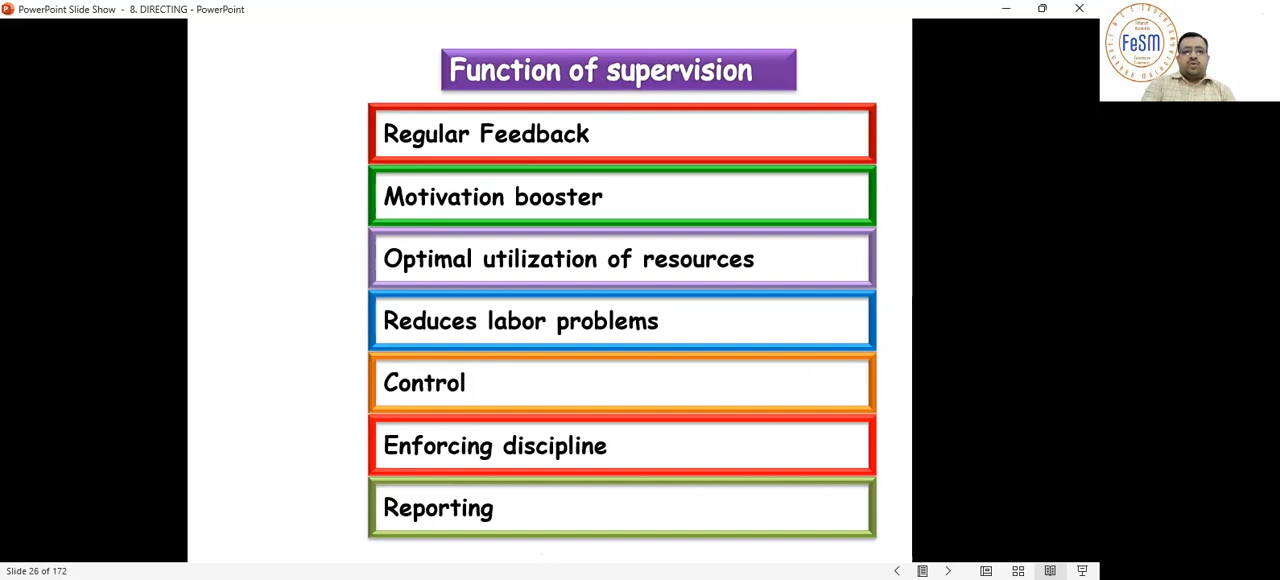 PowerPoint Slide Show - 8. DIRECTING - PowerPoint
FeSM
Function of supervision
Regular Feedback
Motivation booster
Optimal utilization of resources
Reduces labor problems
Control
Enforcing discipline
Reporting
Slide 26 of 172